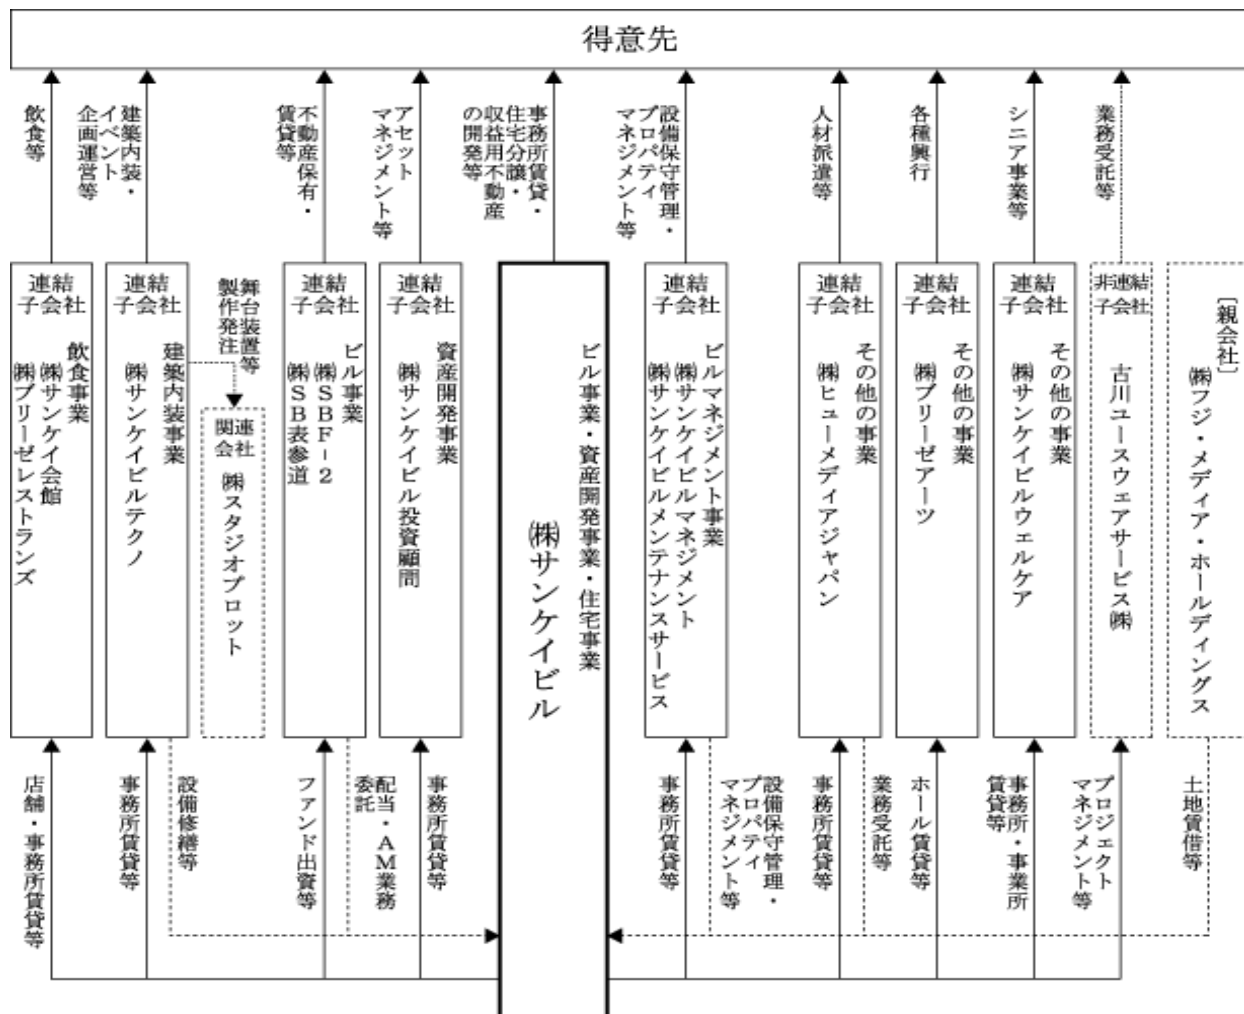 得意先
飲食等
建築内装・
イベント
企画運営等
不動産保有・
賃貸等
アセット
マネジメント等
事務所賃貸・
住宅分譲・
収益用不動産
の開発等
設備保守管理・
プロパティ
マネジメント等
人材派遣等
各種興行
シニア事業等
業務受託等
連結
子会社
飲食事業
㈱サンケイ会館
㈱ブリーゼレストランズ
連結
子会社
建築内装事業
㈱サンケイビルテクノ
舞台装置等
製作発注
関連
会社
㈱スタジオプロット
連結
子会社
ビル事業
㈱SBF-2
㈱SB表参道
連結
子会社
資産開発事業
㈱サンケイビル投資顧問
ビル事業・資産開発事業・住宅事業
㈱サンケイビル
連結
子会社
ビルマネジメント事業
㈱サンケイビルマネジメント
㈱サンケイビルメンテナンスサービス
連結
子会社
その他の事業
㈱ヒューメディアジャパン
連結
子会社
その他の事業
㈱ブリーゼアーツ
連結
子会社
その他の事業
㈱サンケイビルウェルケア
非連結
子会社
古川ユースウェアサービス㈱
〔親会社〕
㈱フジ・メディア・ホールディングス
店舗・事務所賃貸等
事務所賃貸等
設備修繕等
ファンド出資等
配当・AM業務
委託
事務所賃貸等
事務所賃貸等
設備保守管理・
プロパティ
マネジメント等
事務所賃貸等
業務受託等
ホール賃貸等
事務所・事業所
賃貸等
プロジェクト
マネジメント等
土地賃借等